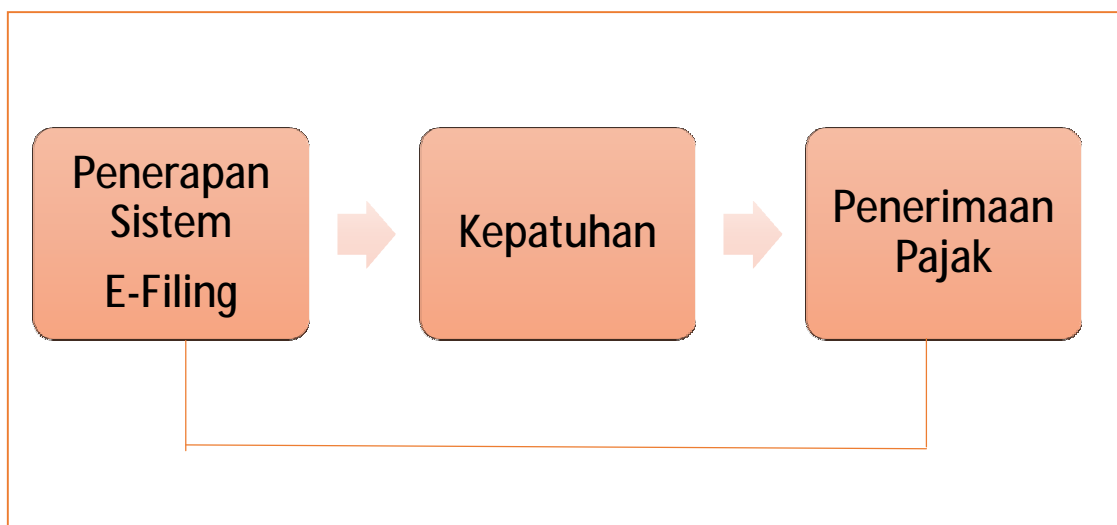 Penerapan
Sistem
E-Filing
Kepatuhan
Penerimaan
Pajak